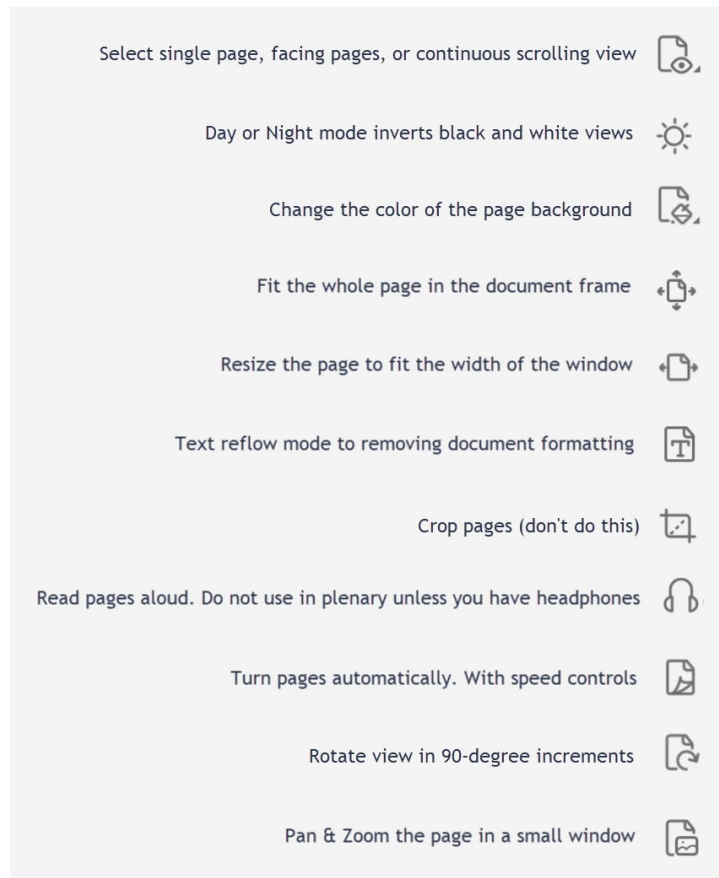 Select single page, facing pages, or continuous scrolling view
Day or Night mode inverts black and white views
Change the color of the page background
Fit the whole page in the document frame
Resize the page to fit the width of the window
Text reflow mode to removing document formatting
Crop pages (don't do this)
Read pages aloud. Do not use in plenary unless you have headphones
Turn pages automatically. With speed controls
Rotate view in 90-degree increments
Pan & Zoom the page in a small window